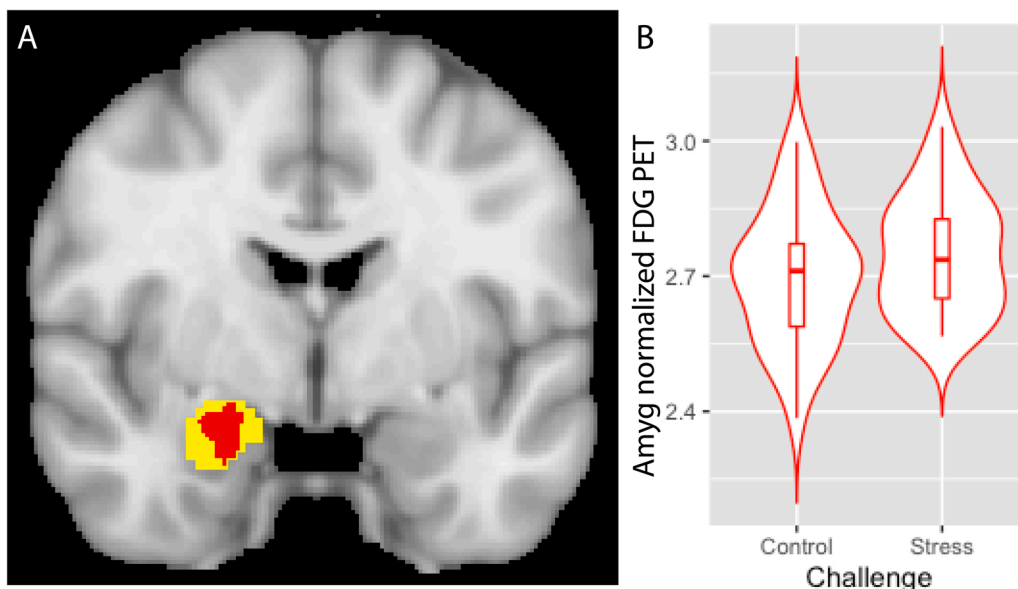 A
B
Amyg normalized FDG PET
3.0
2.7
2.4
Control Stress
Challenge